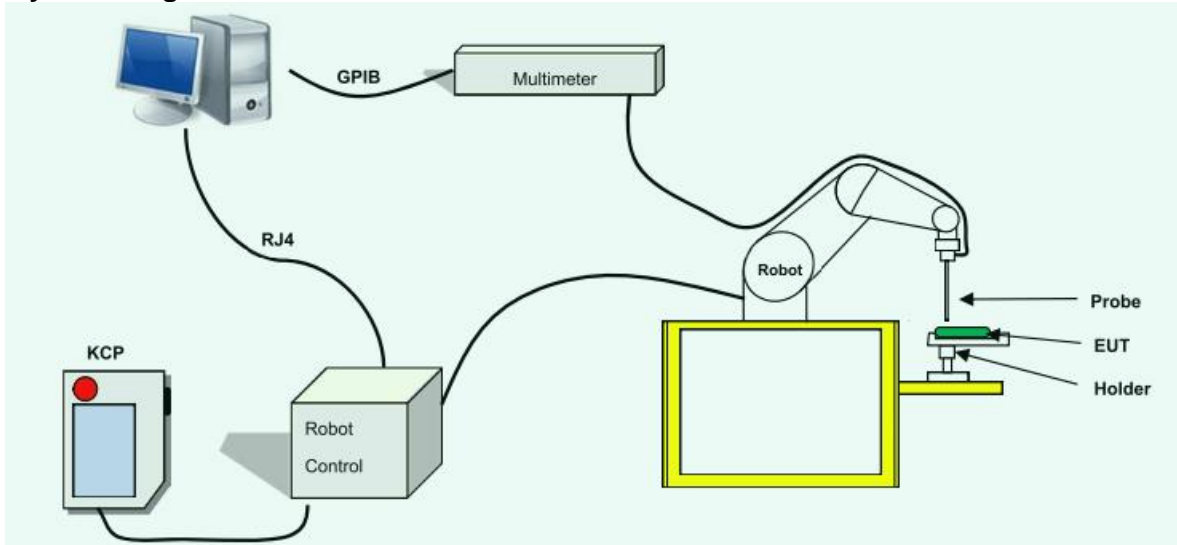 GPIB
Multimeter
RJ4
Robot
Probe
EUT
Holder
KCP
Robot
Control